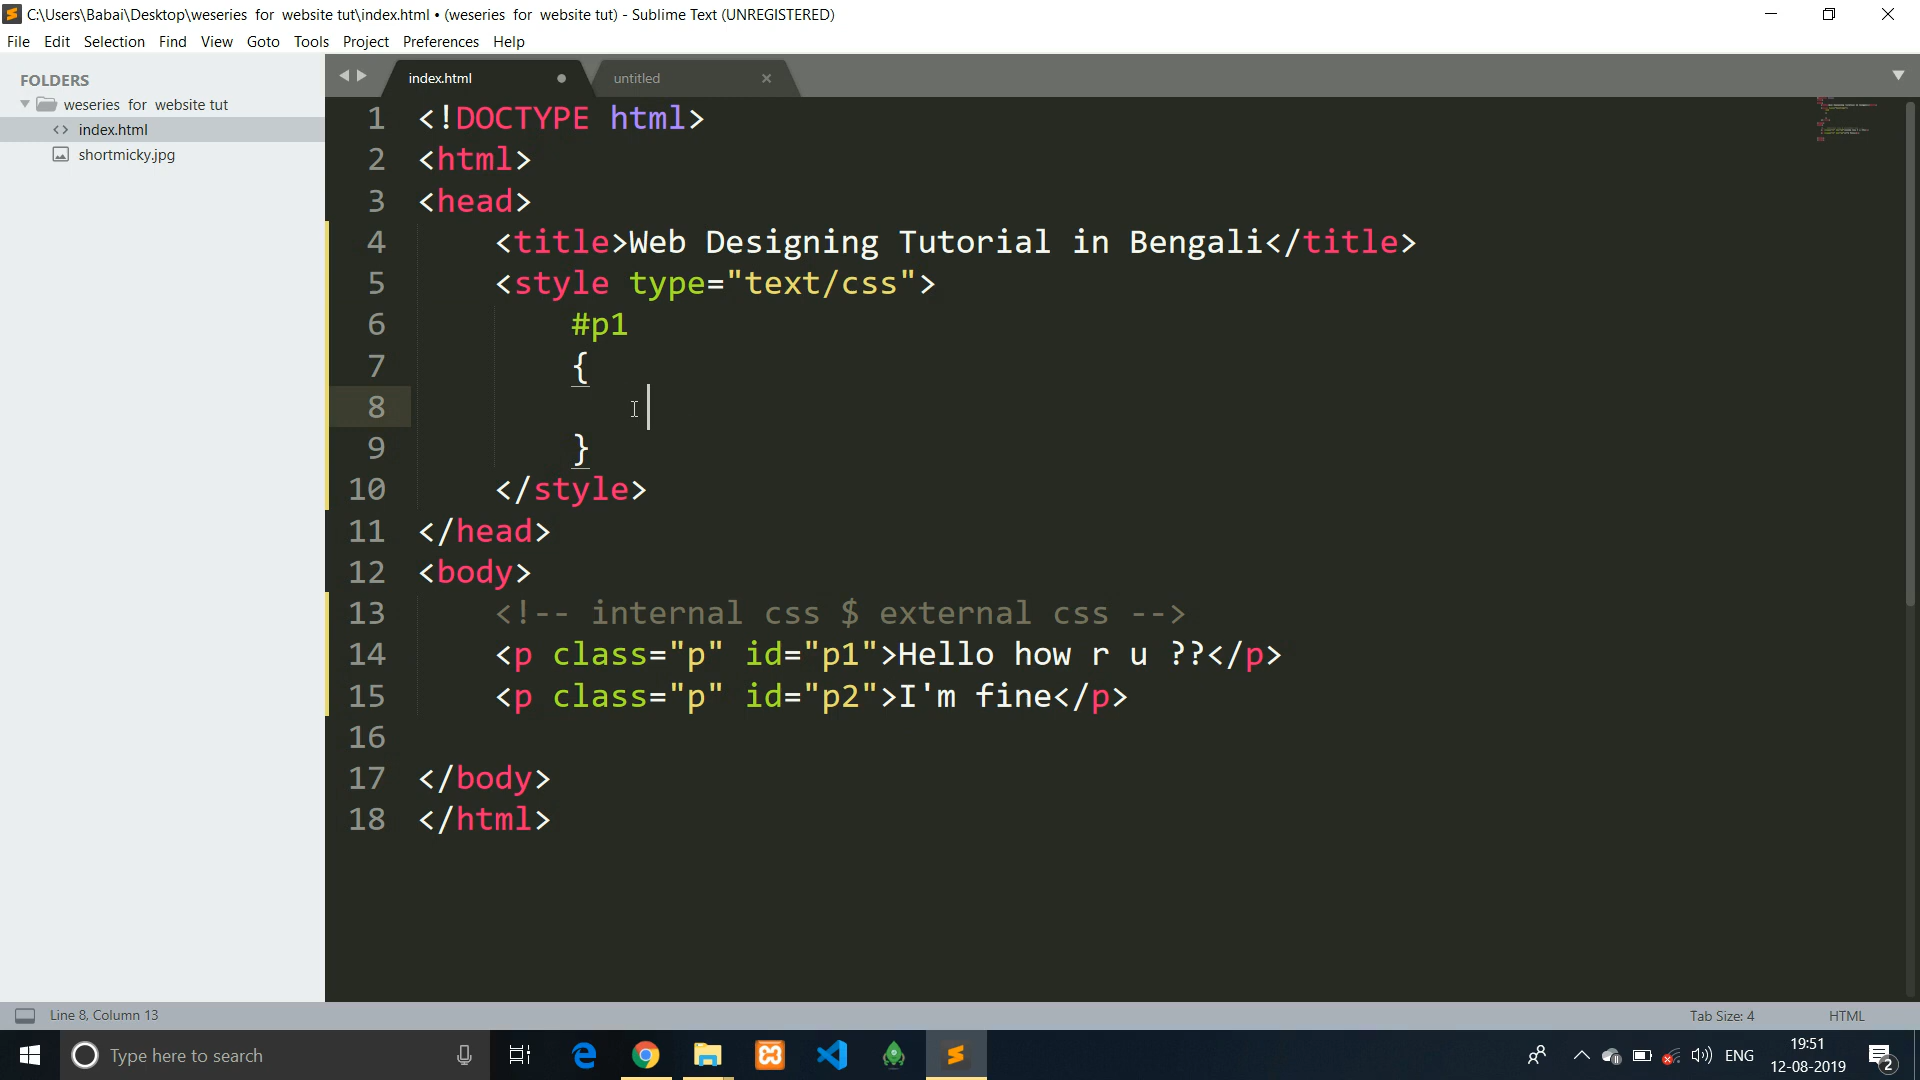 C:\Users\Babai\Desktop\weseries for website tut\index.html • (weseries for website tut) - Sublime Text (UNREGISTERED)
File Edit Selection Find View Goto Tools Project Preferences Help
FOLDERS
weseries for website tut
<> index.html
shortmicky.jpg
index.html
untitled
1 <!DOCTYPE html>
2 <html>
3 <head>
4 <title>Web Designing Tutorial in Bengali</title>
5 <style type="text/css">
6 #p1
7 {
8
9 }
10 </style>
11 </head>
12 <body>
13 <!-- internal css $ external css -->
14 <p class="p" id="p1">Hello how r u ??</p>
15 <p class="p" id="p2">I'm fine</p>
16
17 </body>
18 </html>
Line 8, Column 13
Tab Size: 4
HTML
Type here to search
ENG
19:51
12-08-2019
2